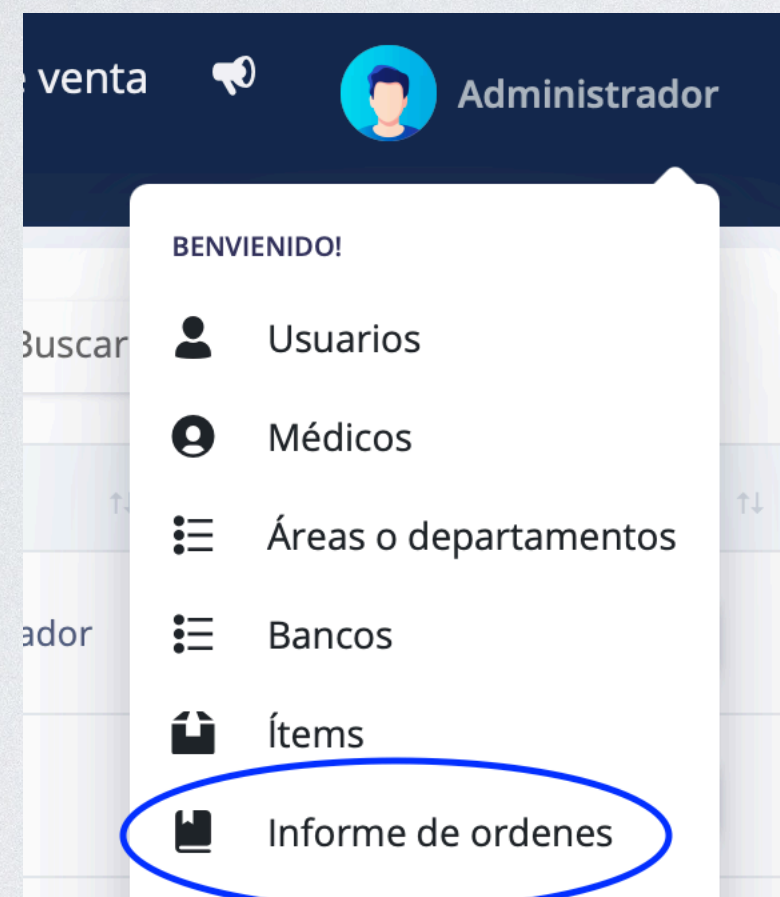 venta
Administrador
BENVIENIDO!
Buscar
Usuarios
Médicos
Áreas o departamentos
ador
Bancos
Ítems
Informe de ordenes